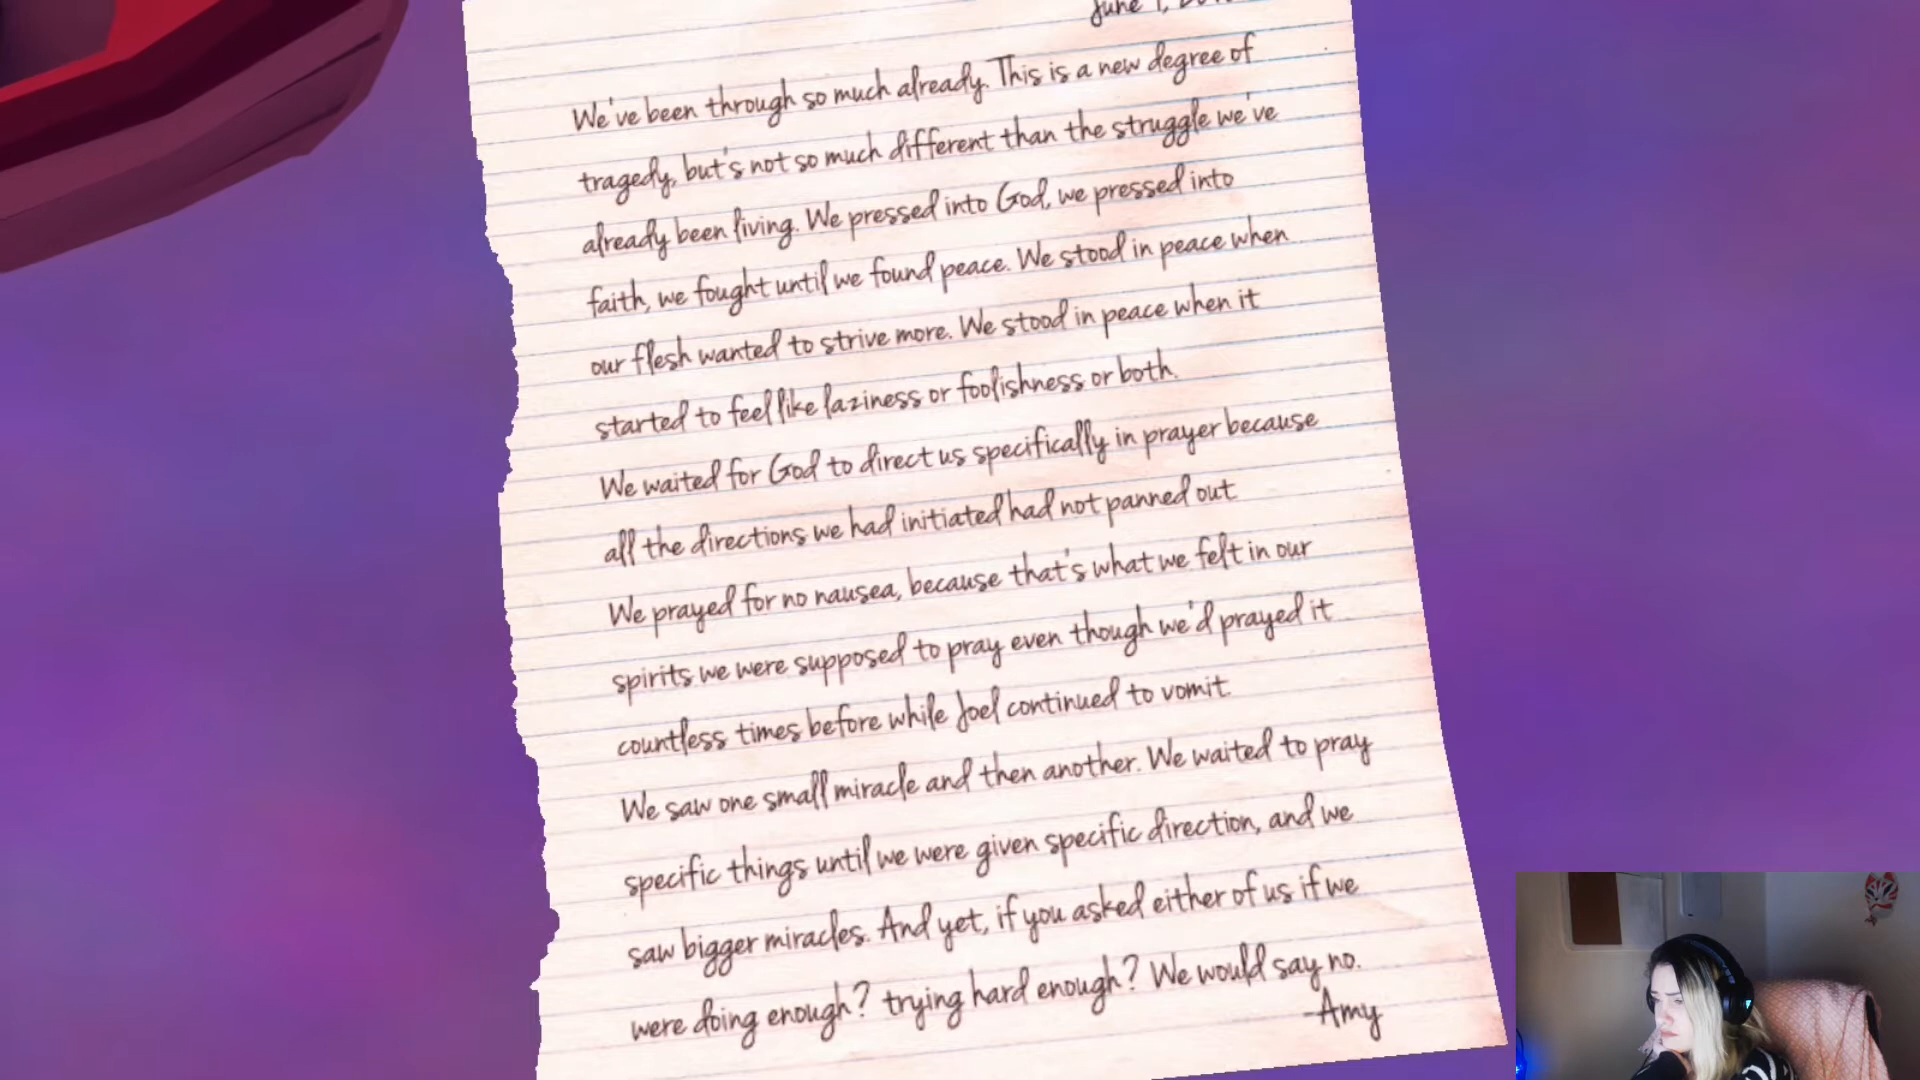 June 1,
We've been through so much already. This is a new degree of
tragedy, but's not so much different than the struggle we've
already been living. We pressed into God, we pressed into
faith, we fought until we found peace. We stood in peace when
our flesh wanted to strive more. We stood in peace when it
started to feel like laziness or foolishness or both.
We waited for God to direct us specifically in prayer because
all the directions we had initiated had not panned out
We prayed for no nausea, because that's what we felt in our
spirits we were supposed to pray even though we'd prayed it
countless times before while Joel continued to vomit.
We saw one small miracle and then another. We waited to pray
specific things until we were given specific direction, and we
saw bigger miracles. And yet, if you asked either of us if we
were doing enough? trying hard enough? We would say no.
-Amy